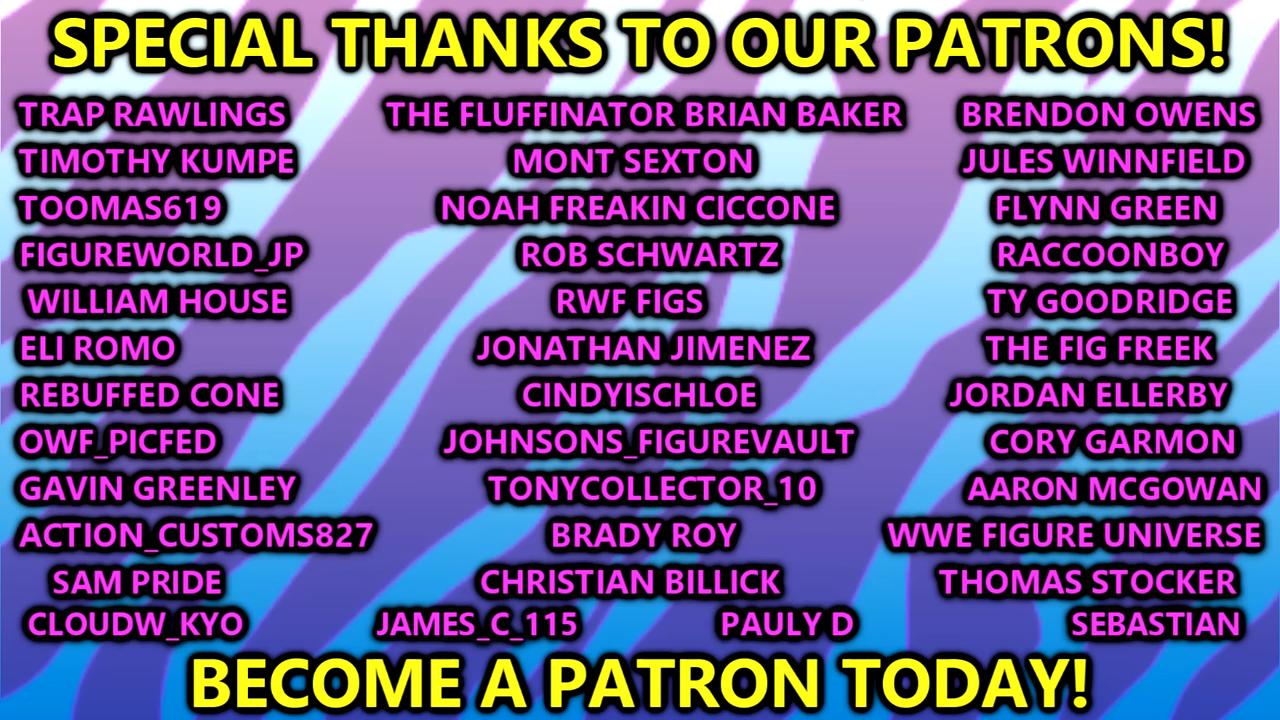 SPECIAL THANKS TO OUR PATRONS!
TRAP RAWLINGS THE FLUFFINATOR BRIAN BAKER BRENDON OWENS
TIMOTHY KUMPE MONT SEXTON JULES WINNFIELD
TOOMAS619 NOAH FREAKIN CICCONE FLYNN GREEN
FIGUREWORLD_JP ROB SCHWARTZ RACCOONBOY
WILLIAM HOUSE RWF FIGS TY GOODRIDGE
ELI ROMO JONATHAN JIMENEZ THE FIG FREEK
REBUFFED CONE CINDYISCHLOE JORDAN ELLERBY
OWF_PICFED JOHNSONS_FIGUREVAULT CORY GARMON
GAVIN GREENLEY TONYCOLLECTOR_10 AARON MCGOWAN
ACTION_CUSTOMS827 BRADY ROY WWE FIGURE UNIVERSE
SAM PRIDE CHRISTIAN BILLICK THOMAS STOCKER
CLOUDW_KYO JAMES_C_115 PAULY D SEBASTIAN
BECOME A PATRON TODAY!